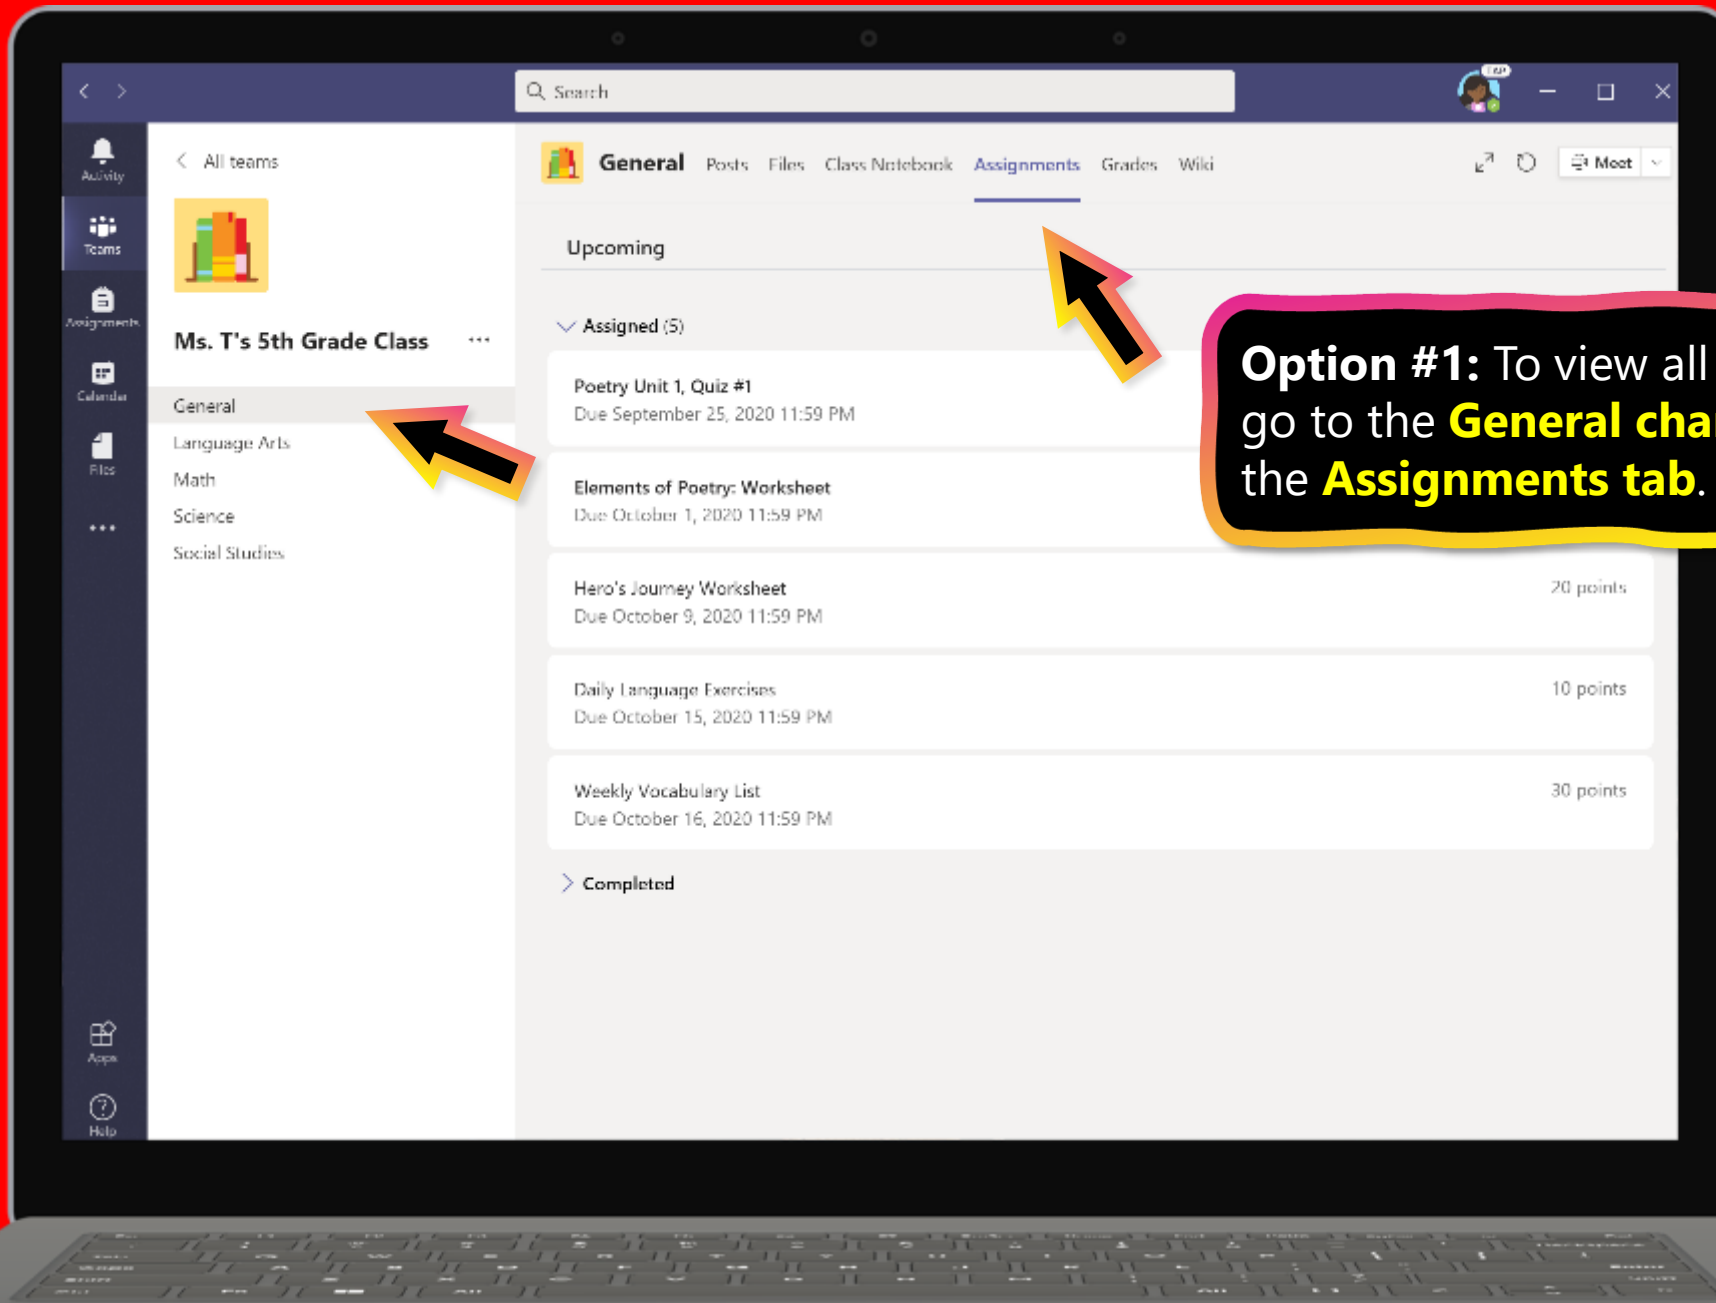 Search
TAP
Activity
Teams
Assignments
Calendar
Files
Apps
Help
All teams
Ms. T's 5th Grade Class
General
Language Arts
Math
Science
Social Studies
General Posts Files Class Notebook Assignments Grades Wiki
Meet
Upcoming
Assigned (5)
Poetry Unit 1, Quiz #1
Due September 25, 2020 11:59 PM
Elements of Poetry: Worksheet
Due October 1, 2020 11:59 PM
Hero's Journey Worksheet
Due October 9, 2020 11:59 PM
20 points
Daily Language Exercises
Due October 15, 2020 11:59 PM
10 points
Weekly Vocabulary List
Due October 16, 2020 11:59 PM
30 points
Completed
Option #1: To view all
go to the General
the Assignments tab.